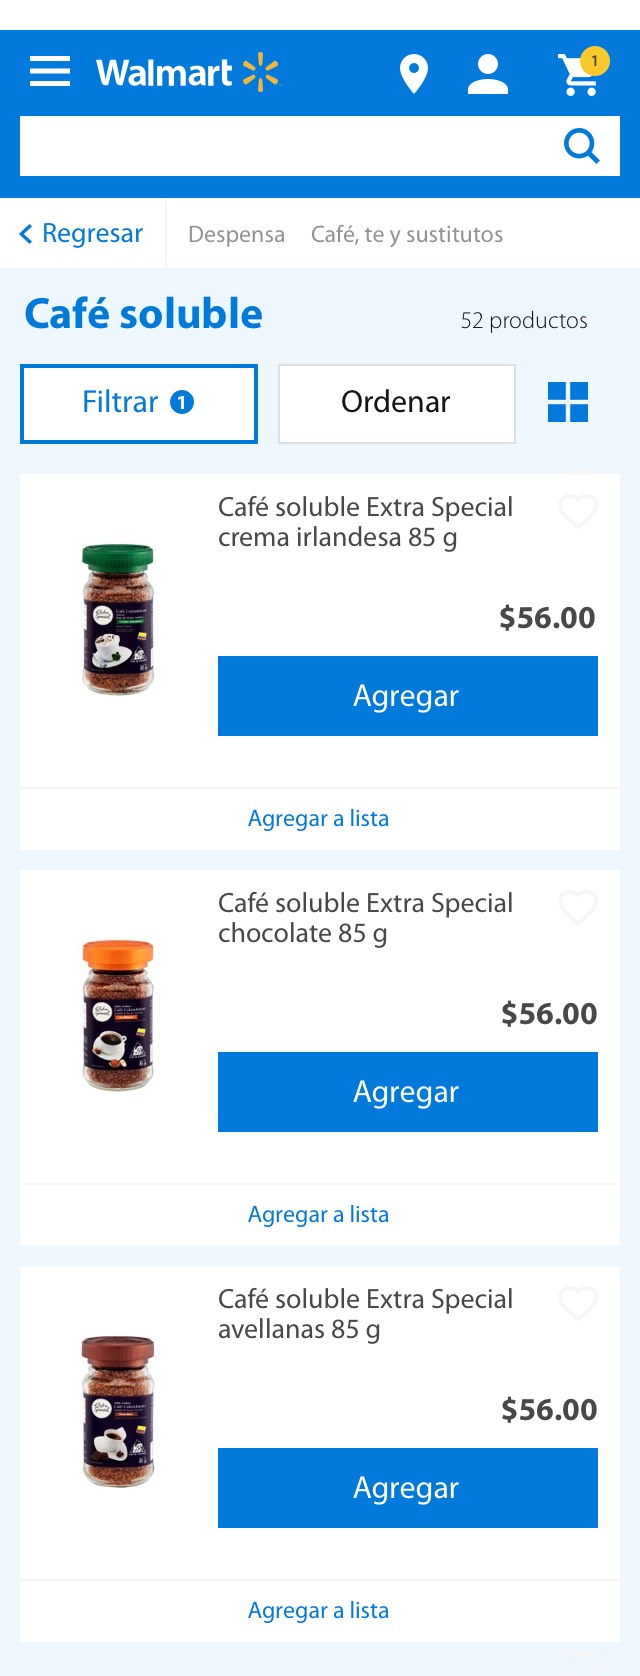 Walmart
1
Regresar
Despensa Café, te y sustitutos
Café soluble
52 productos
Filtrar 1
Ordenar
Café soluble Extra Special
crema irlandesa 85 g
$56.00
Agregar
Agregar a lista
Café soluble Extra Special
chocolate 85 g
$56.00
Agregar
Agregar a lista
Café soluble Extra Special
avellanas 85 g
$56.00
Agregar
Agregar a lista